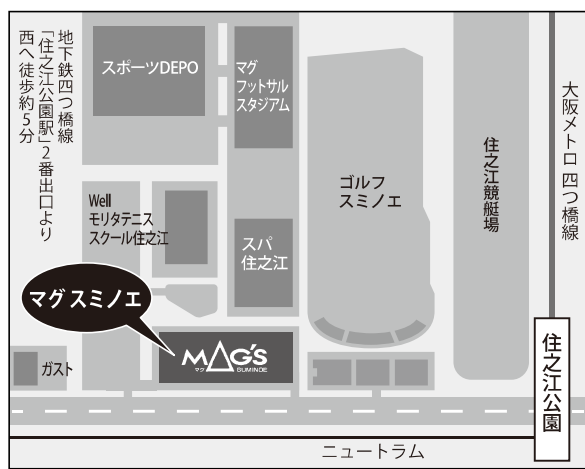 地下鉄四つ橋線
「住之江公園駅」2番出口より
西へ徒歩約5分
スポーツDEPO
マグ
フットサル
スタジアム
ゴルフ
スミノエ
住之江競艇場
大阪メトロ 四つ橋線
Well
モリタテニス
スクール住之江
スパ
住之江
マグ スミノエ
MAG'S
マグ SUMINOE
ガスト
住之江公園
ニュートラム